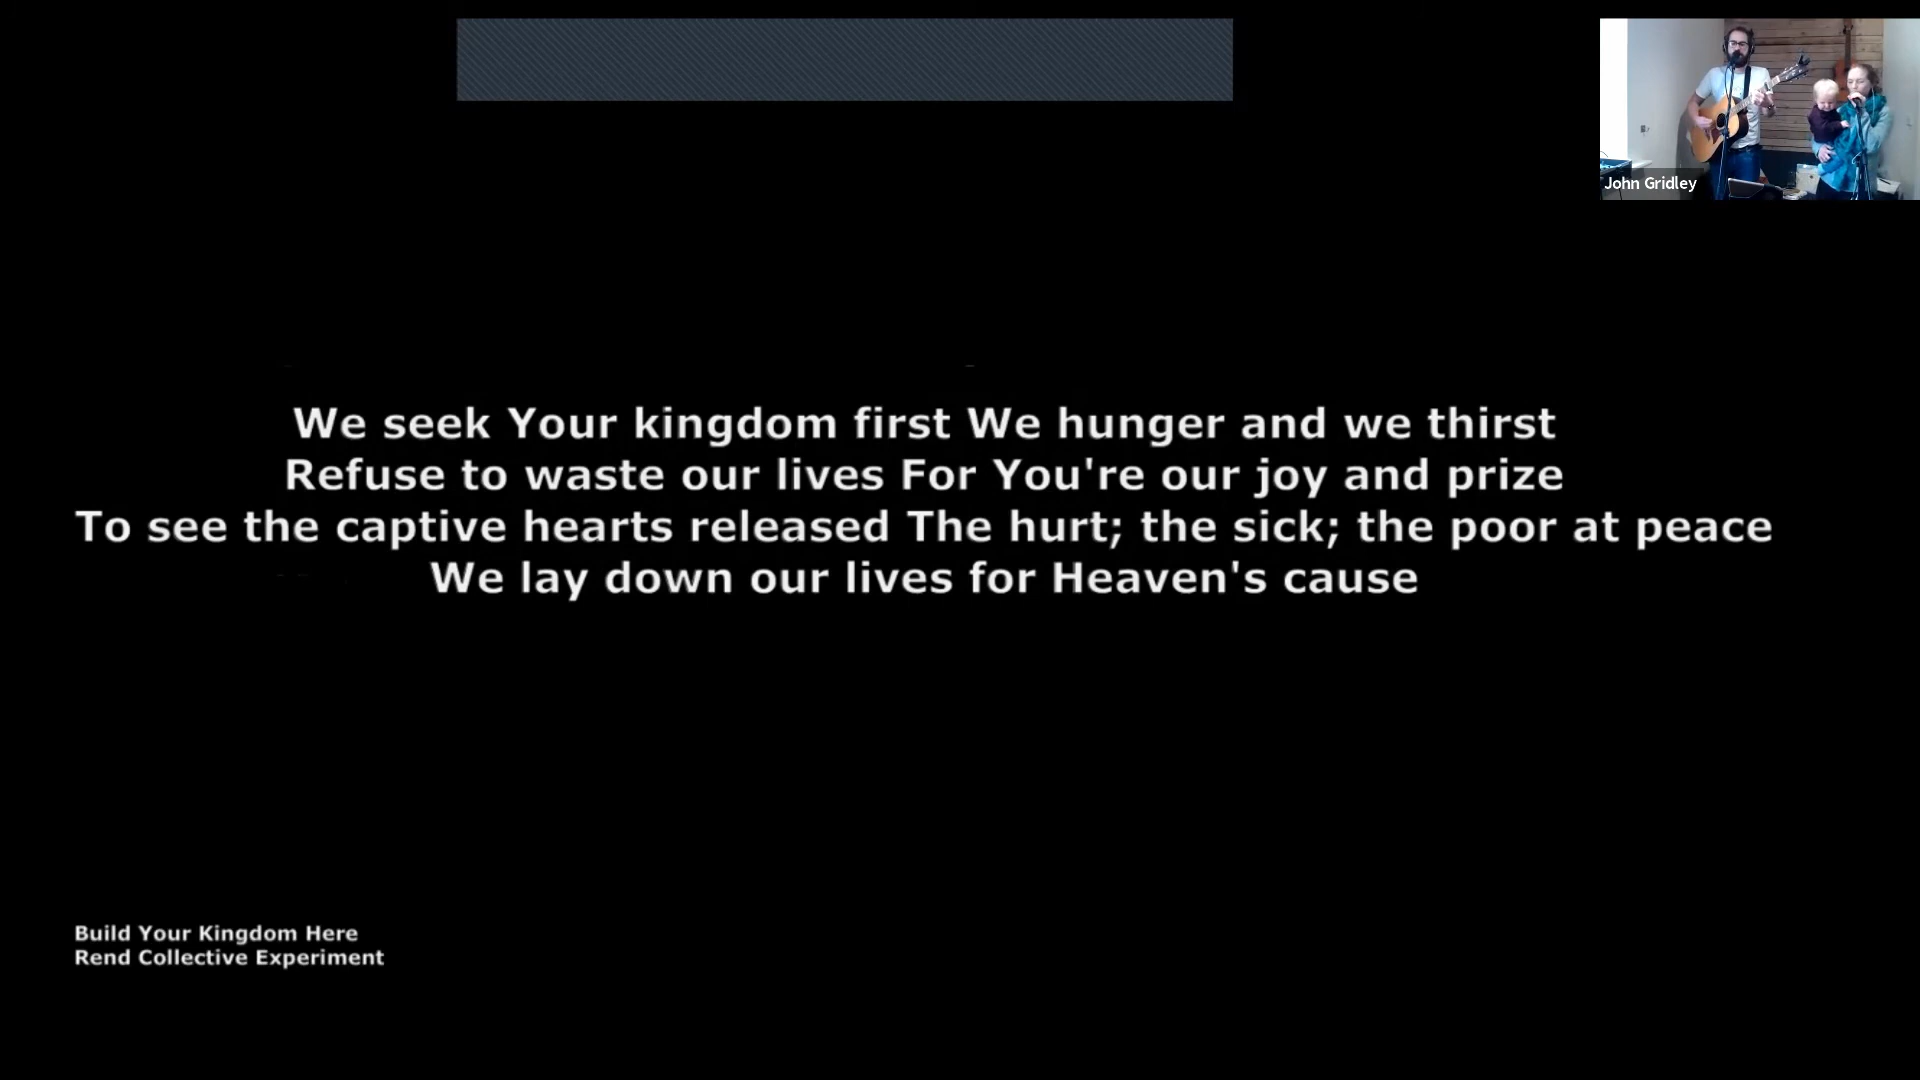 John Gridley
We seek Your kingdom first We hunger and we thirst
Refuse to waste our lives For You're our joy and prize
To see the captive hearts released The hurt; the sick; the poor at peace
We lay down our lives for Heaven's cause
Build Your Kingdom Here
Rend Collective Experiment